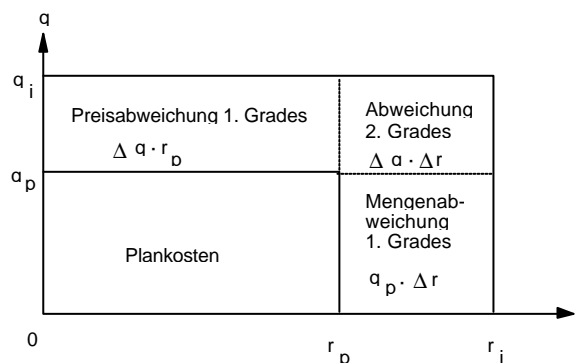 q
q i
Preisabweichung 1. Grades
Δ q · r p
Abweichung
2. Grades
Δ q · Δ r
q p
Plankosten
Mengenab-
weichung
1. Grades
q p · Δ r
0
r p
r i